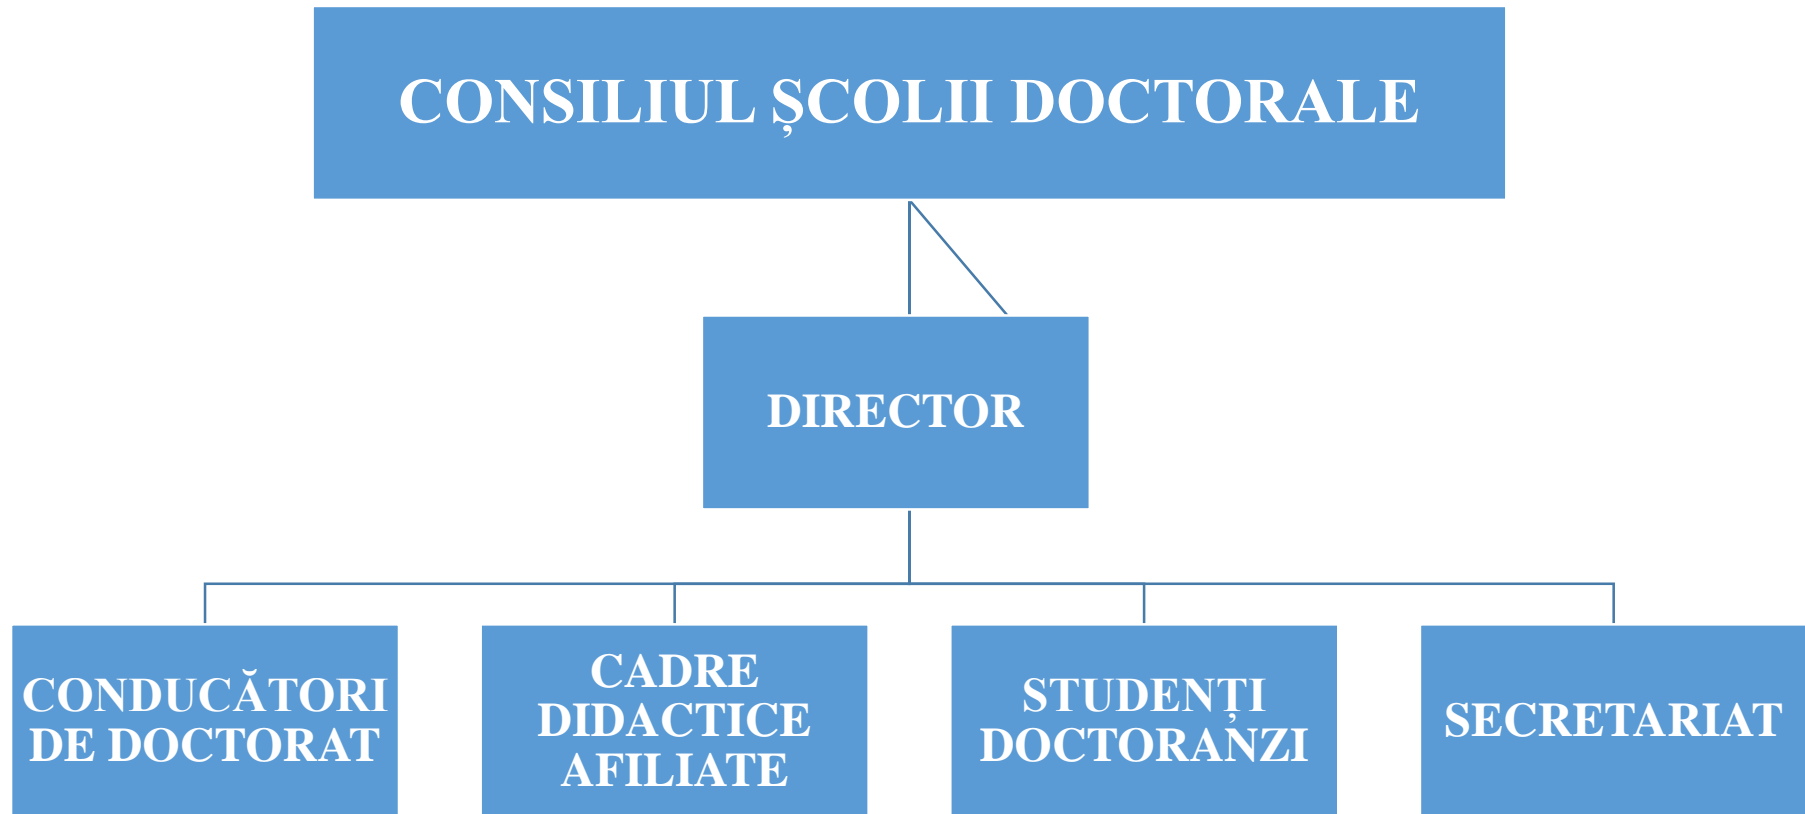 CONSILIUL ȘCOLII DOCTORALE
DIRECTOR
CONDUCĂTORI
DE DOCTORAT
CADRE
DIDACTICE
AFILIATE
STUDENȚI
DOCTORANZI
SECRETARIAT